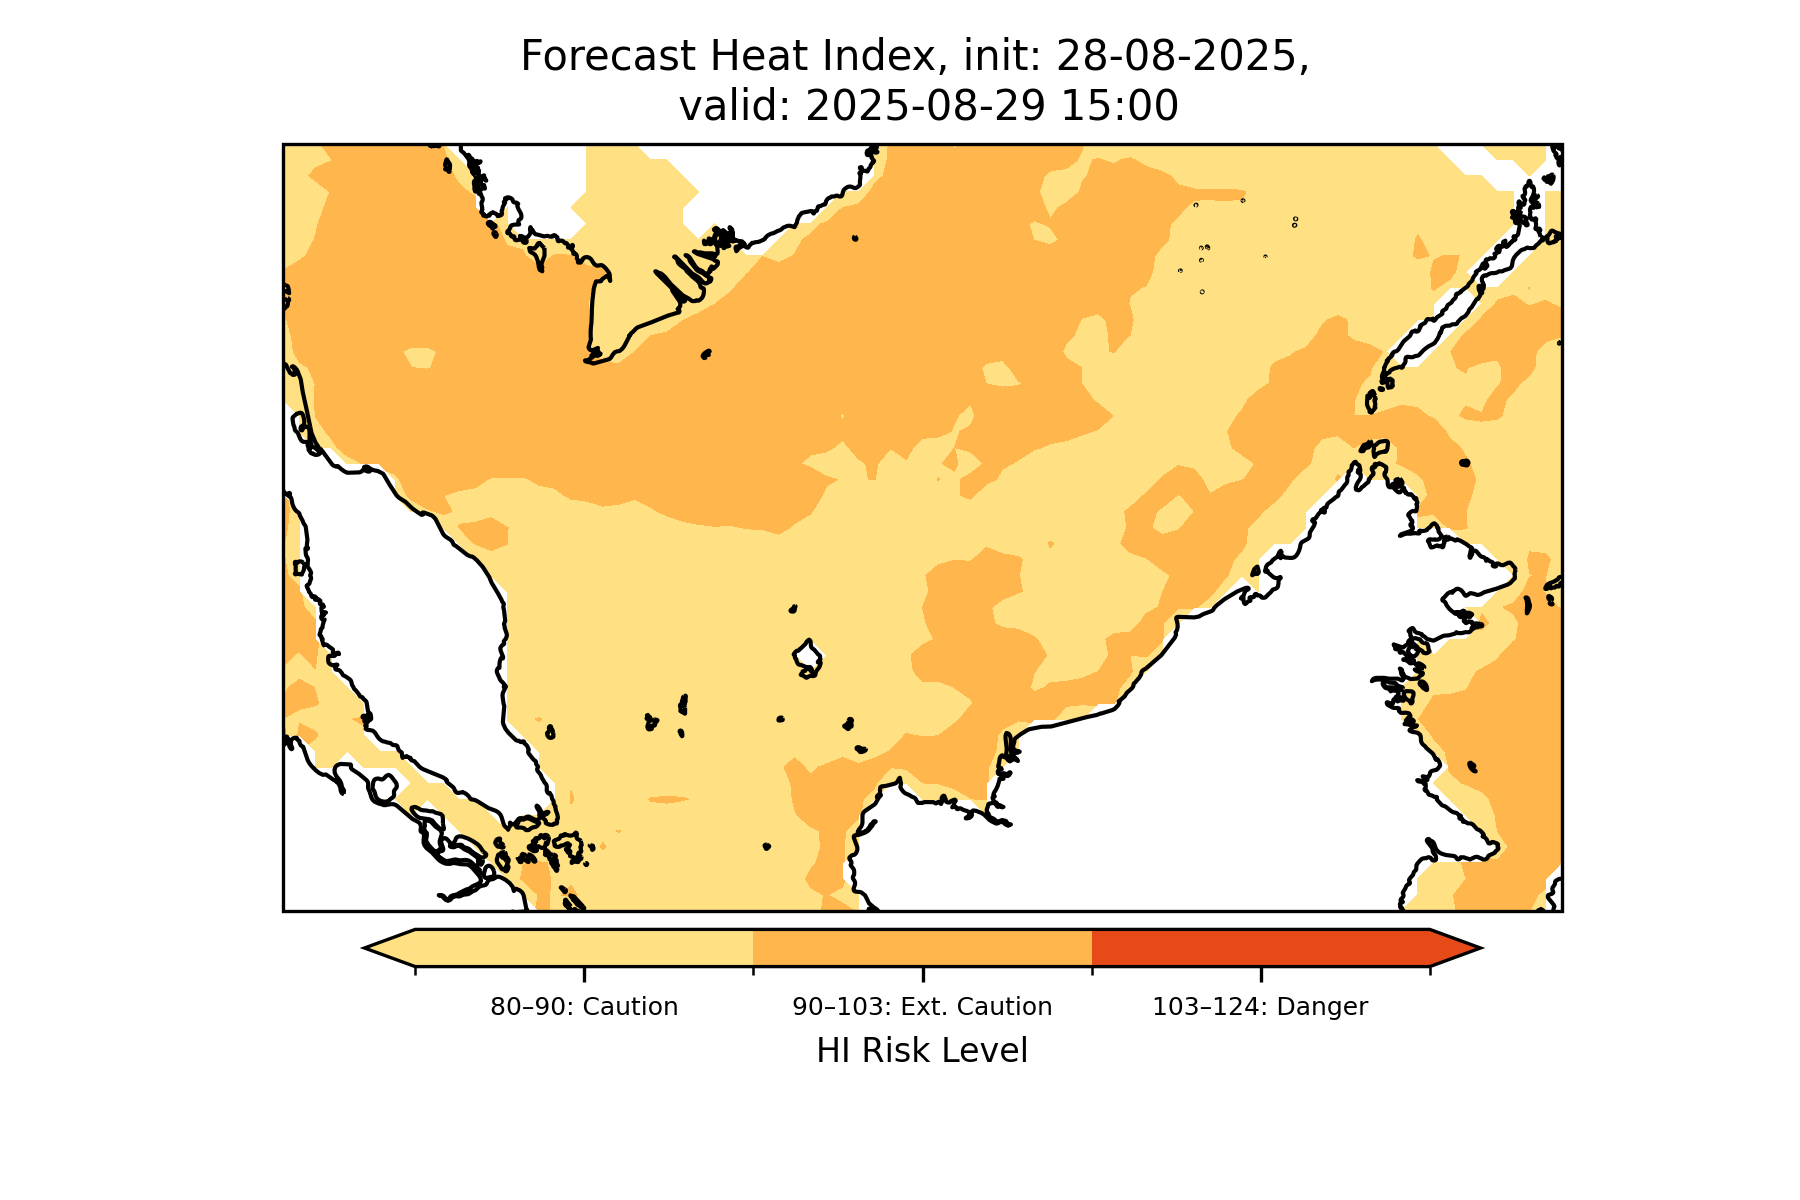 Forecast Heat Index, init: 28-08-2025,
valid: 2025-08-29 15:00
80–90: Caution
90–103: Ext. Caution
103–124: Danger
HI Risk Level